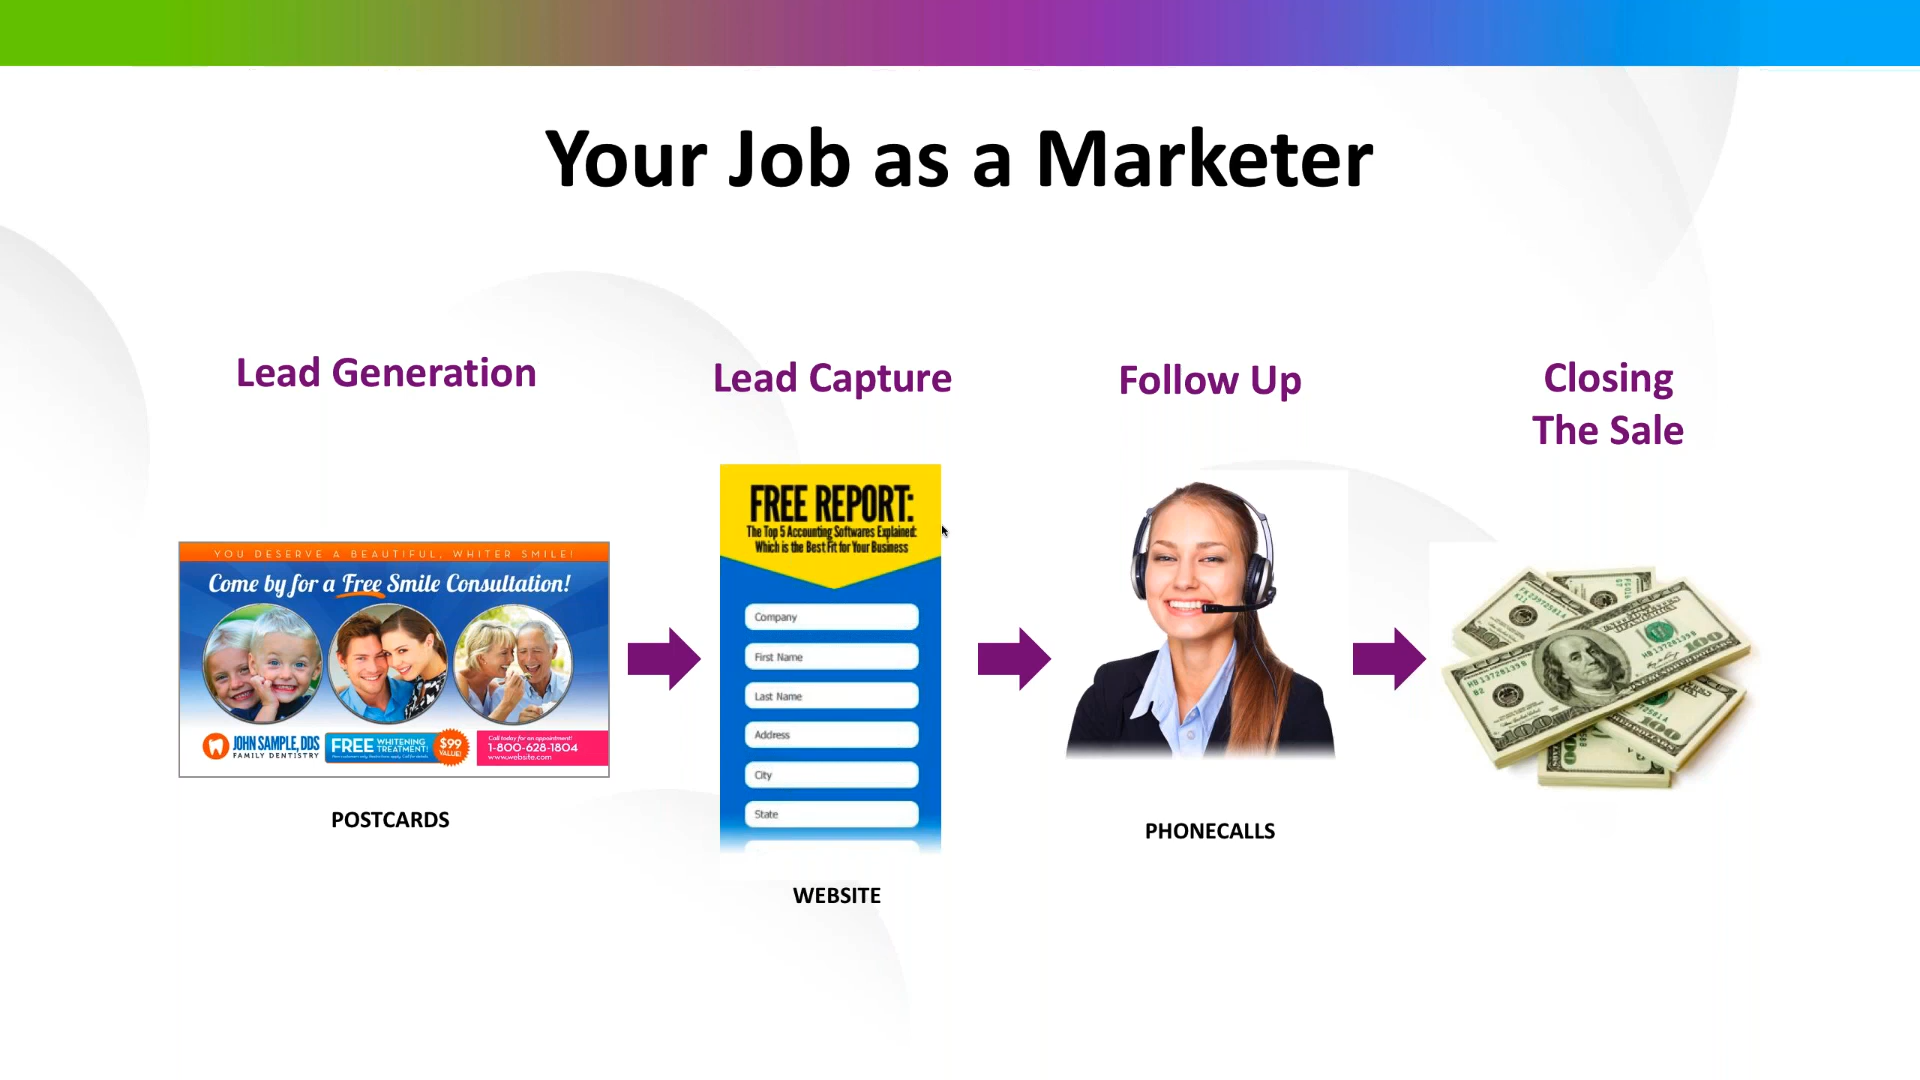 Your Job as a Marketer
Lead Generation
Lead Capture
Follow Up
Closing
The Sale
YOU DESERVE A BEAUTIFUL, WHITER SMILE!
Come by for a Free Smile Consultation!
JOHN SAMPLE, DDS
FAMILY DENTISTRY
FREE WHITENING
TREATMENT!
$99
VALUE!
Call today for an appointment!
1-800-628-1804
www.website.com
POSTCARDS
FREE REPORT:
The Top 5 Accounting Softwares Explained:
Which is the Best Fit for Your Business
Company
First Name
Last Name
Address
City
State
WEBSITE
PHONECALLS
100